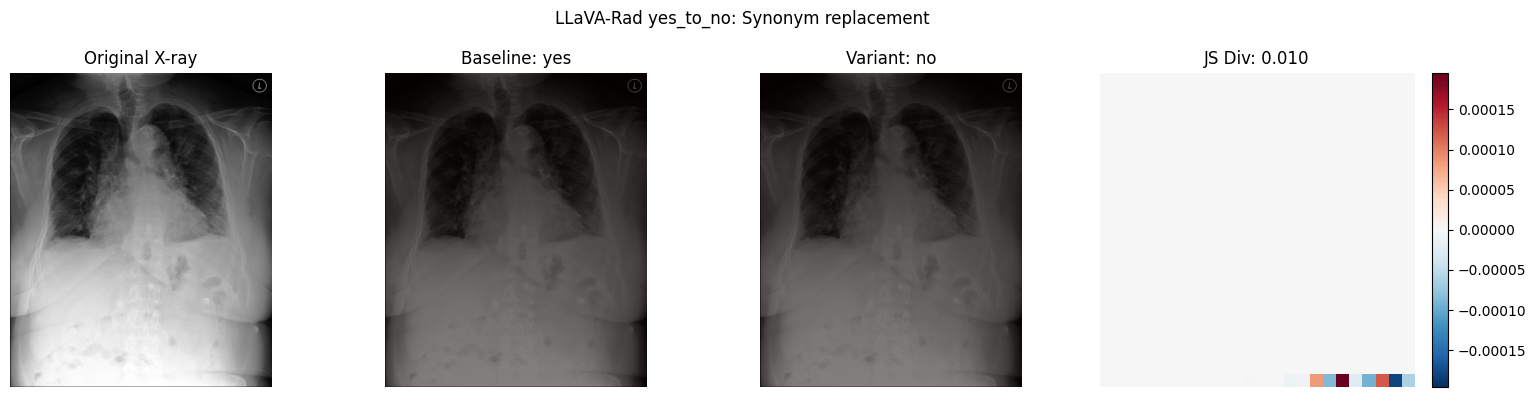 LLaVA-Rad yes_to_no: Synonym replacement
Original X-ray
Baseline: yes
Variant: no
JS Div: 0.010
L
L
L
0.00015
0.00010
0.00005
0.00000
−0.00005
−0.00010
−0.00015